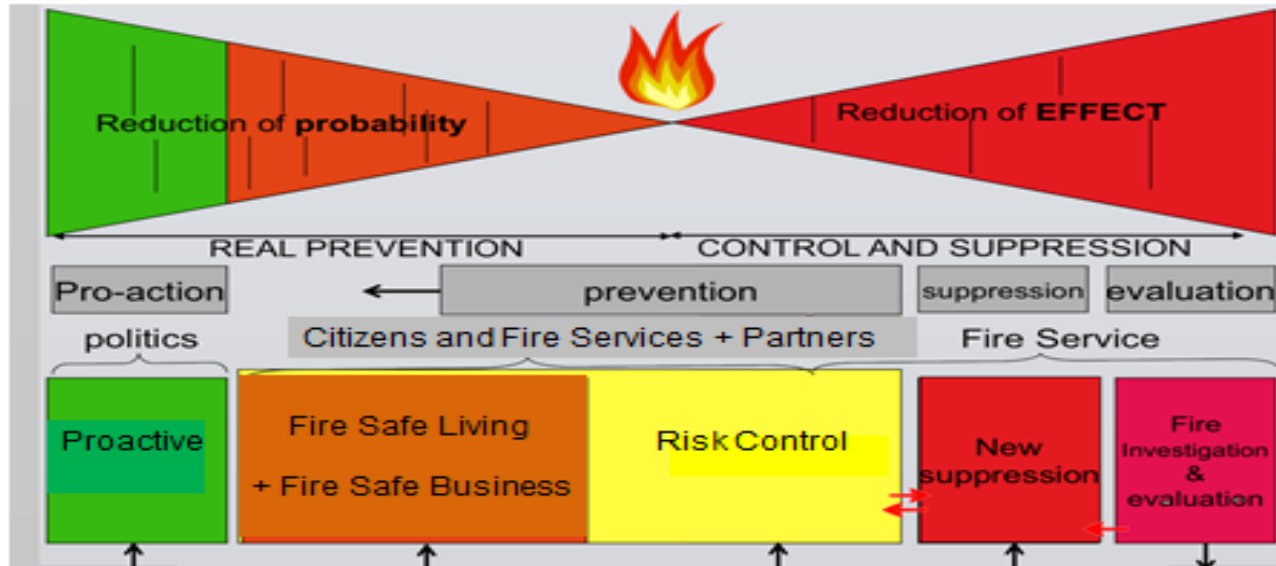 Reduction of probability
Reduction of EFFECT
REAL PREVENTION
CONTROL AND SUPPRESSION
Pro-action
prevention
suppression
evaluation
politics
Citizens and Fire Services + Partners
Fire Service
Proactive
Fire Safe Living
+ Fire Safe Business
Risk Control
New
suppression
Fire
Investigation
&
evaluation